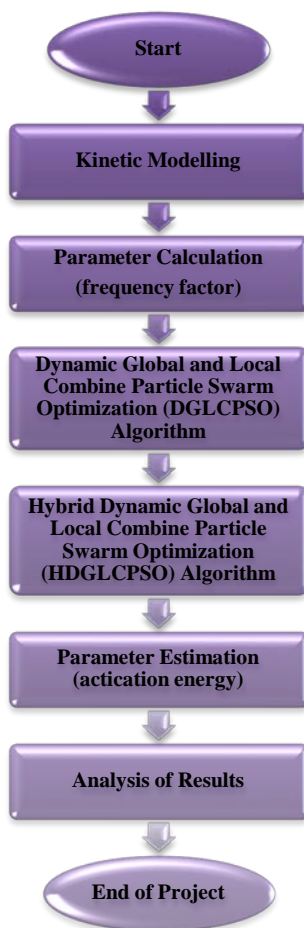 Start
Kinetic Modelling
Parameter Calculation
(frequency factor)
Dynamic Global and Local
Combine Particle Swarm
Optimization (DGLCPSO)
Algorithm
Hybrid Dynamic Global and
Local Combine Particle
Swarm Optimization
(HDGLCPSO) Algorithm
Parameter Estimation
(actication energy)
Analysis of Results
End of Project